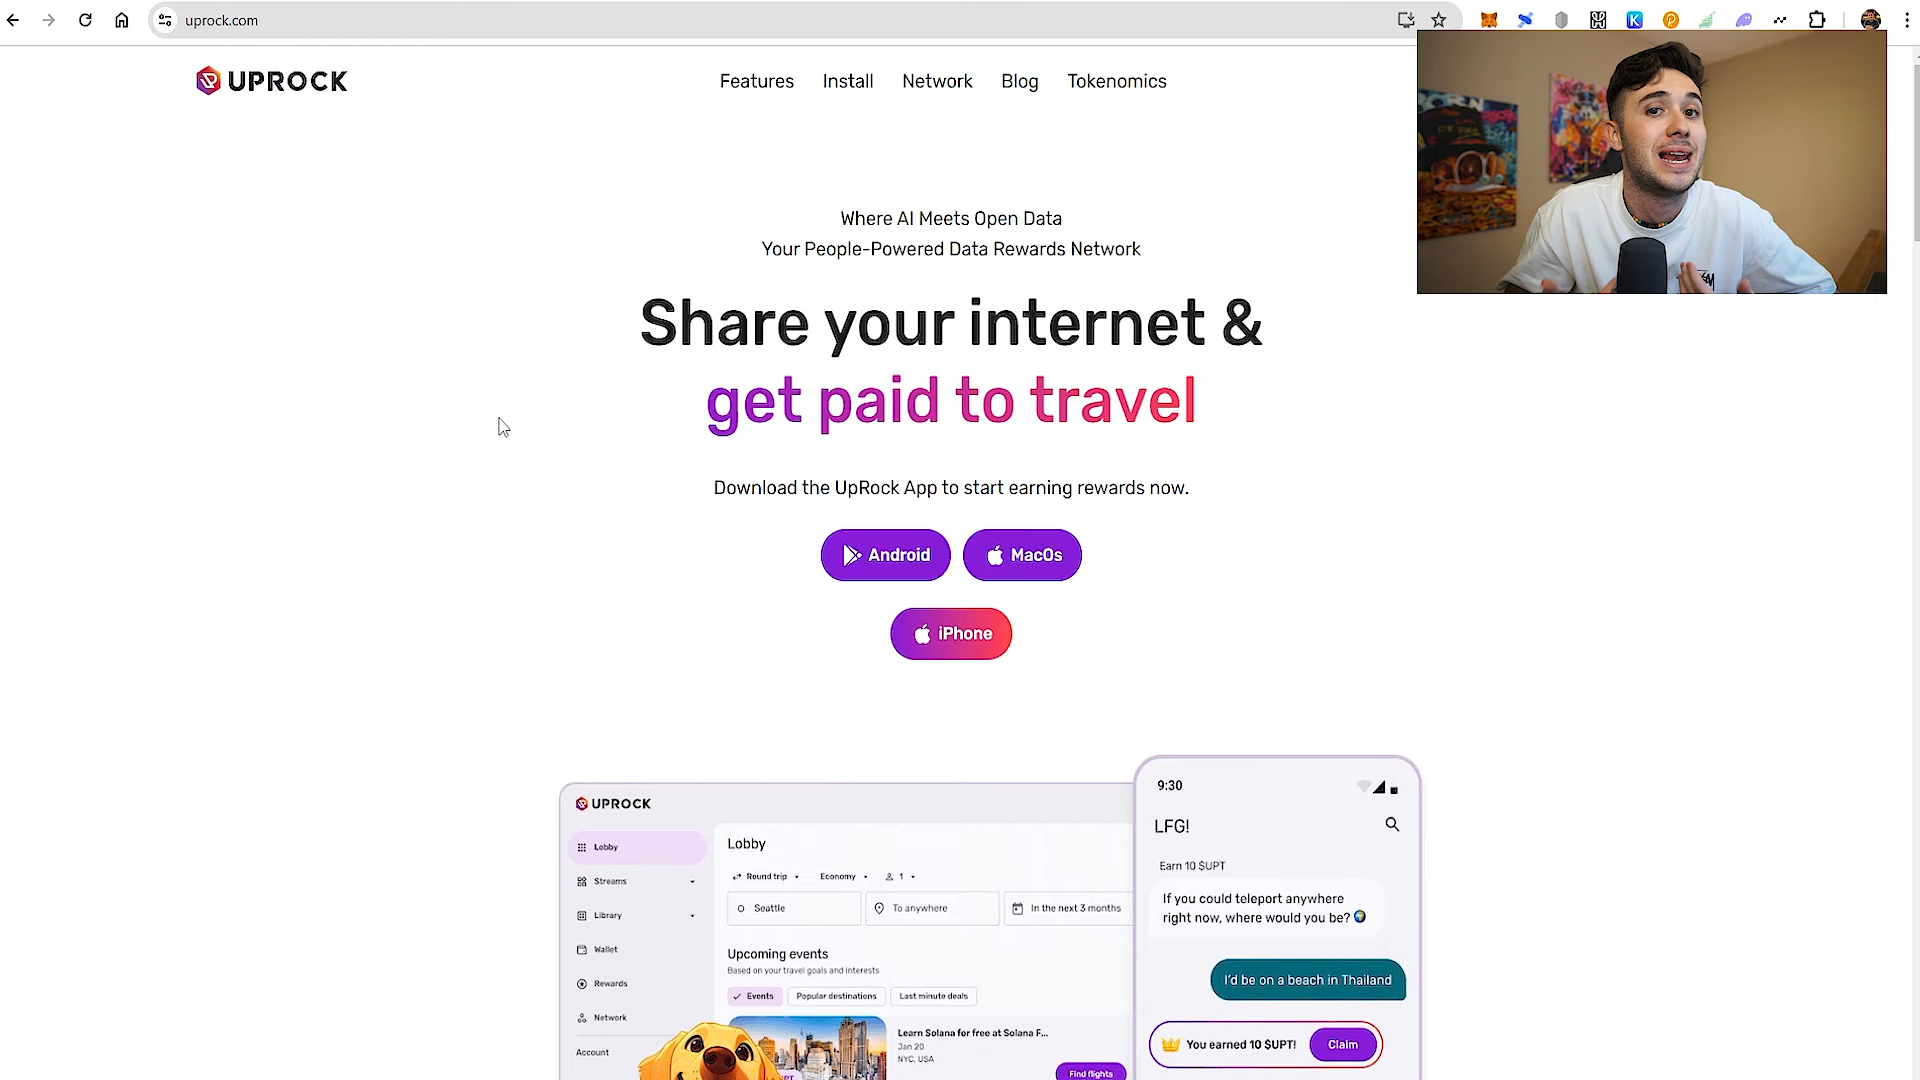 uprock.com
UPROCK
Features
Install
Network
Blog
Tokenomics
Where AI Meets Open Data
Your People-Powered Data Rewards Network
Share your internet &
get paid to travel
Download the UpRock App to start earning rewards now.
Android
MacOs
iPhone
UPROCK
Lobby
Streams
Library
Wallet
Rewards
Network
Account
Lobby
Round trip
Economy
1
Seattle
To anywhere
In the next 3 months
Upcoming events
Based on your travel goals and interests
Events
Popular destinations
Last minute deals
Learn Solana for free at Solana F...
Jan 20
NYC, USA
Find flights
9:30
LFG!
Earn 10 $UPT
If you could teleport anywhere
right now, where would you be?
I'd be on a beach in Thailand
You earned 10 $UPT!
Claim